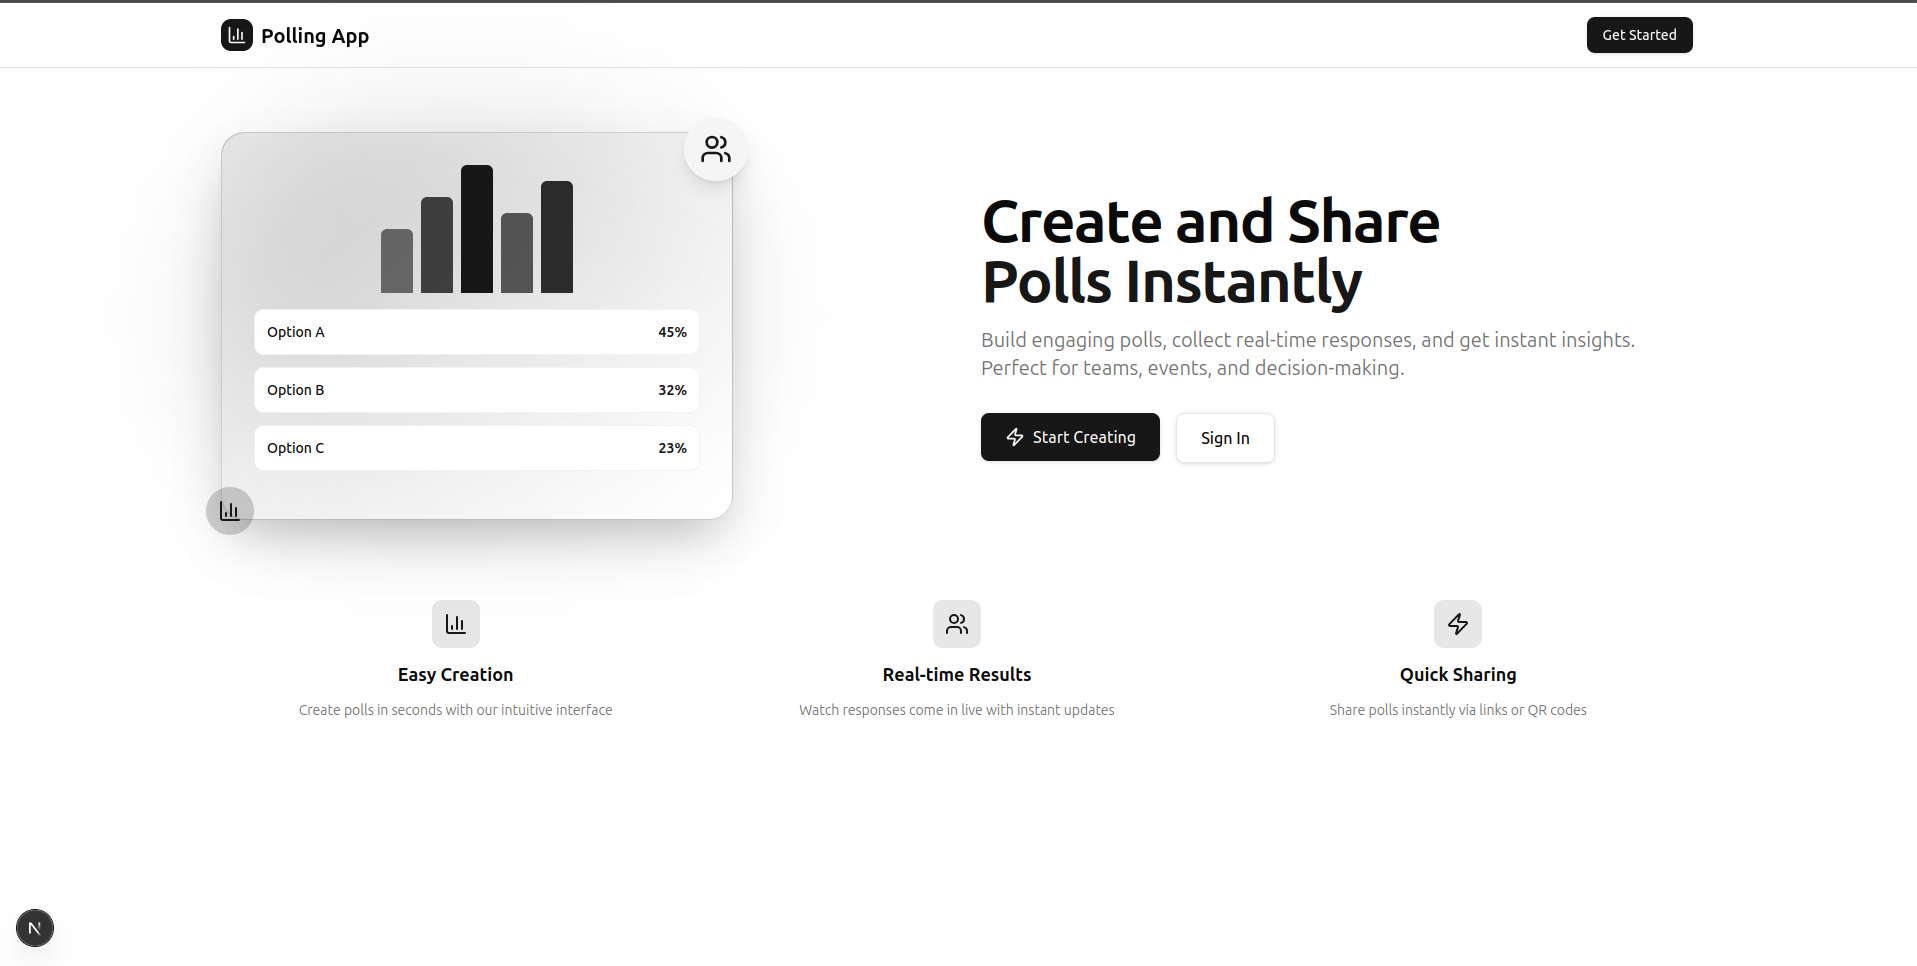 Polling App
Get Started
Option A 45%
Option B 32%
Option C 23%
Create and Share
Polls Instantly
Build engaging polls, collect real-time responses, and get instant insights.
Perfect for teams, events, and decision-making.
Start Creating
Sign In
Easy Creation
Create polls in seconds with our intuitive interface
Real-time Results
Watch responses come in live with instant updates
Quick Sharing
Share polls instantly via links or QR codes
N